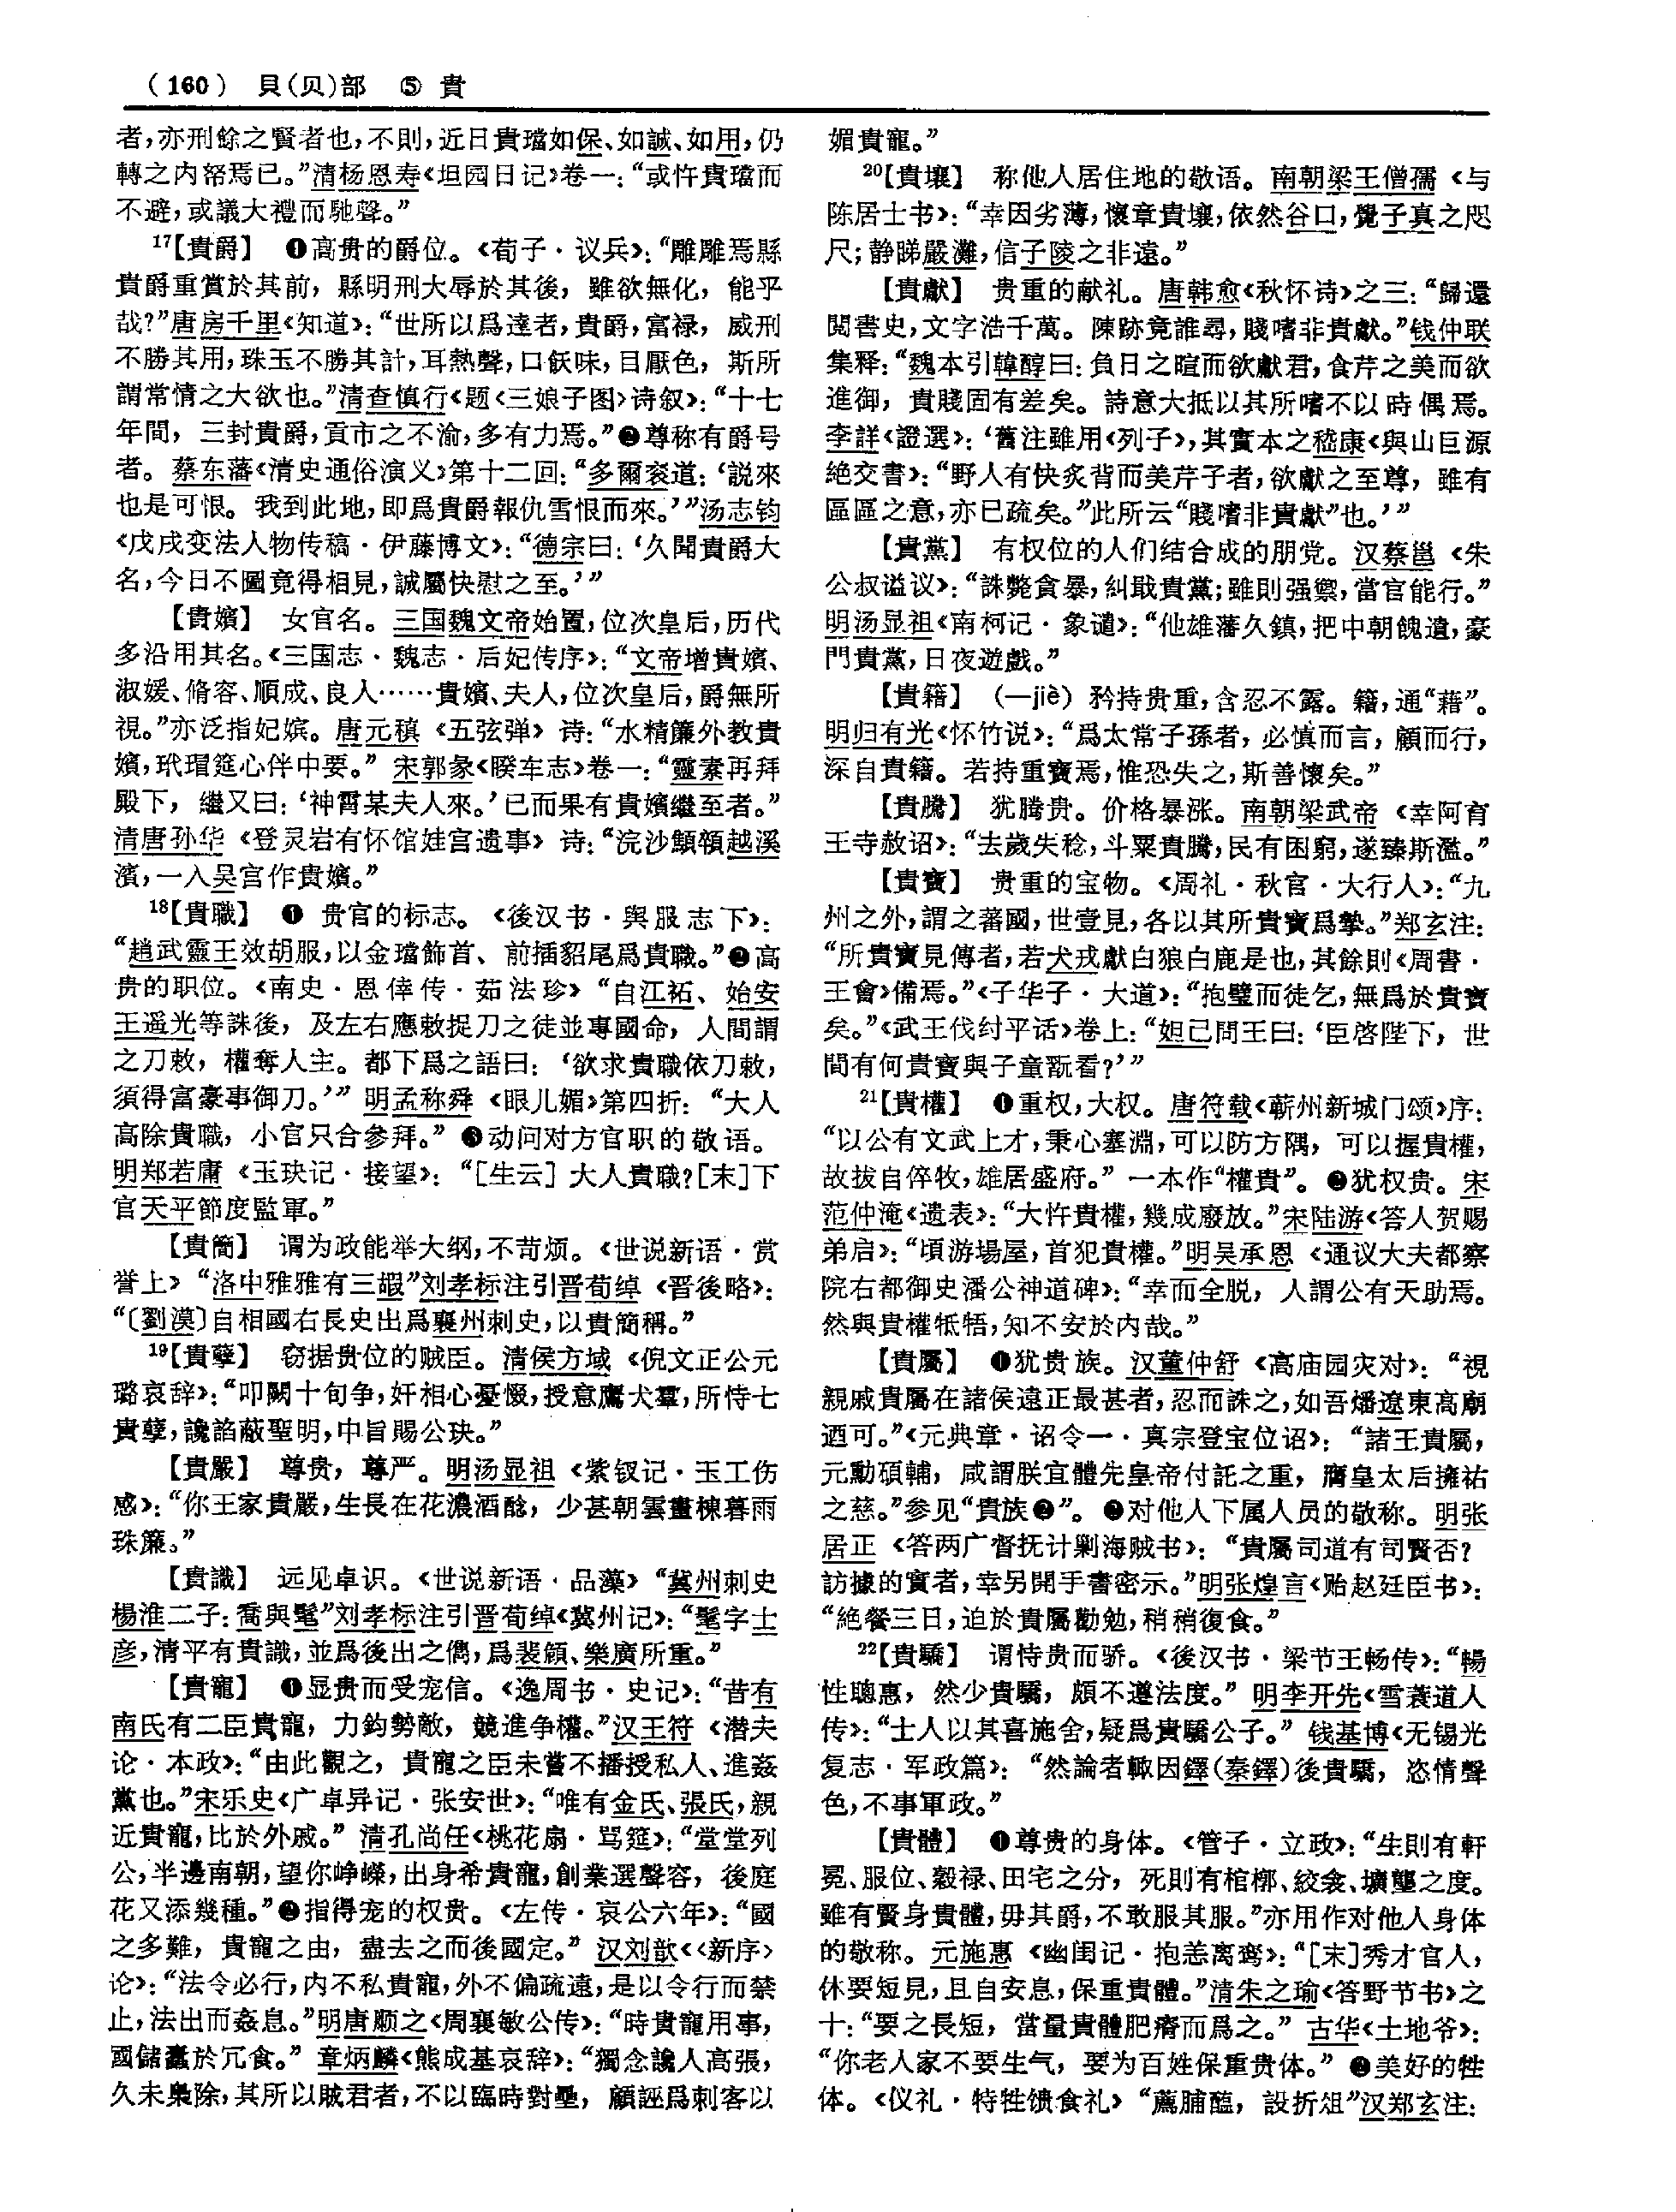 （160） 貝(贝)部 ⑤ 貴
者，亦刑餘之賢者也，不則，近日貴璫如保、如誠、如用，仍
轉之内帑焉已。”清杨恩寿《坦园日记》卷一：“或忤貴璫而
不避，或議大禮而馳聲。”
17【貴爵】 ❶高贵的爵位。《荀子·议兵》：“雕雕焉縣
貴爵重賞於其前，縣明刑大辱於其後，雖欲無化，能乎
哉？”唐房千里《知道》：“世所以爲達者，貴爵，富禄，威刑
不勝其用，珠玉不勝其計，耳熱聲，口飫味，目厭色，斯所
謂常情之大欲也。”清查慎行《题〈三娘子图〉诗叙》：“十七
年間，三封貴爵，貢市之不渝，多有力焉。”❷尊称有爵号
者。蔡东藩《清史通俗演义》第十二回：“多爾衮道：‘説來
也是可恨。我到此地，即爲貴爵報仇雪恨而來。’”汤志钧
《戊戌变法人物传稿·伊藤博文》：“德宗曰：‘久聞貴爵大
名，今日不圖竟得相見，誠屬快慰之至。’”
【貴嬪】 女官名。三国魏文帝始置，位次皇后，历代
多沿用其名。《三国志·魏志·后妃传序》：“文帝增貴嬪、
淑媛、脩容、順成、良人……貴嬪、夫人，位次皇后，爵無所
視。”亦泛指妃嫔。唐元稹《五弦弹》诗：“水精簾外教貴
嬪，玳瑁筵心伴中要。”宋郭彖《睽车志》卷一：“靈素再拜
殿下，繼又曰：‘神霄某夫人來。’已而果有貴嬪繼至者。”
清唐孙华《登灵岩有怀馆娃宫遗事》诗：“浣沙顦顇越溪
濱，一入吴宫作貴嬪。”
18【貴職】 ❶贵官的标志。《後汉书·舆服志下》：
“趙武靈王效胡服，以金璫飾首、前插貂尾爲貴職。”❷高
贵的职位。《南史·恩倖传·茹法珍》“自江祏、始安
王遥光等誅後，及左右應敕捉刀之徒並專國命，人間謂
之刀敕，權奪人主。都下爲之語曰：‘欲求貴職依刀敕，
須得富豪事御刀。’”明孟称舜《眼儿媚》第四折：“大人
高除貴職，小官只合參拜。”❸动问对方官职的敬语。
明郑若庸《玉玦记·接望》：“［生云］大人貴職？［末］下
官天平節度監軍。”
【貴簡】 谓为政能举大纲，不苛烦。《世说新语·赏
誉上》“洛中雅雅有三嘏”刘孝标注引晋荀绰《晋後略》：
“〔劉漠〕自相國右長史出爲襄州刺史，以貴簡稱。”
19【貴孽】 窃据贵位的贼臣。清侯方域《倪文正公元
璐哀辞》：“叩闕十旬争，奸相心憂惙，授意鷹犬羣，所恃七
貴孽，讒諂蔽聖明，中旨賜公玦。”
【貴嚴】 尊贵，尊严。明汤显祖《紫钗记·玉工伤
感》：“你王家貴嚴，生長在花濃酒酽，少甚朝雲畫棟暮雨
珠簾。”
【貴識】 远见卓识。《世说新语·品藻》“冀州刺史
楊淮二子：喬與髦”刘孝标注引晋荀绰《冀州记》：“髦字士
彦，清平有貴識，並爲後出之儁，爲裴頠、樂廣所重。”
【貴寵】 ❶显贵而受宠信。《逸周书·史记》：“昔有
南氏有二臣貴寵，力鈞勢敵，競進争權。”汉王符《潜夫
论·本政》：“由此觀之，貴寵之臣未嘗不播授私人、進姦
黨也。”宋乐史《广卓异记·张安世》：“唯有金氏、張氏，親
近貴寵，比於外戚。”清孔尚任《桃花扇·骂筵》：“堂堂列
公，半邊南朝，望你峥嶸，出身希貴寵，創業選聲容，後庭
花又添幾種。”❷指得宠的权贵。《左传·哀公六年》：“國
之多難，貴寵之由，盡去之而後國定。”汉刘歆《〈新序〉
论》：“法令必行，内不私貴寵，外不偏疏遠，是以令行而禁
止，法出而姦息。”明唐顺之《周襄敏公传》：“時貴寵用事，
國儲蠹於冗食。”章炳麟《熊成基哀辞》：“獨念讒人高張，
久未梟除，其所以戕君者，不以臨時對壘，顧誣爲刺客以
媚貴寵。”
20【貴壤】 称他人居住地的敬语。南朝梁王僧孺《与
陈居士书》：“幸因劣薄，懷章貴壤，依然谷口，覺子真之咫
尺；静睇嚴灘，信子陵之非遠。”
【貴獻】 贵重的献礼。唐韩愈《秋怀诗》之三：“歸還
閲書史，文字浩千萬。陳跡竟誰尋，賤嗜非貴獻。”钱仲联
集释：“魏本引韓醇曰：負日之暄而欲獻君，食芹之美而欲
進御，貴賤固有差矣。詩意大抵以其所嗜不以時偶焉。
李詳《證選》：‘舊注雖用《列子》，其實本之嵇康《與山巨源
絶交書》：“野人有快炙背而美芹子者，欲獻之至尊，雖有
區區之意，亦已疏矣。”此所云“賤嗜非貴獻”也。’”
【貴黨】 有权位的人们结合成的朋党。汉蔡邕《朱
公叔谥议》：“誅斃貪暴，糾戢貴黨；雖則强禦，當官能行。”
明汤显祖《南柯记·象谴》：“他雄藩久鎮，把中朝餽遺，豪
門貴黨，日夜遊戲。”
【貴籍】 （—jiè）矜持贵重，含忍不露。籍，通“藉”。
明归有光《怀竹说》：“爲太常子孫者，必慎而言，顧而行，
深自貴籍。若持重寶焉，惟恐失之，斯善懷矣。”
【貴騰】 犹腾贵。价格暴涨。南朝梁武帝《幸阿育
王寺赦诏》：“去歲失稔，斗粟貴騰，民有困窮，遂臻斯濫。”
【貴寶】 贵重的宝物。《周礼·秋官·大行人》：“九
州之外，謂之蕃國，世壹見，各以其所貴寶爲摯。”郑玄注：
“所貴寶見傳者，若犬戎獻白狼白鹿是也，其餘則《周書·
王會》備焉。”《子华子·大道》：“抱璧而徒乞，無爲於貴寶
矣。”《武王伐纣平话》卷上：“妲己問王曰：‘臣啓陛下，世
間有何貴寶與子童翫看？’”
21【貴權】 ❶重权，大权。唐符载《蕲州新城门颂》序：
“以公有文武上才，秉心塞淵，可以防方隅，可以握貴權，
故拔自倅牧，雄居盛府。”一本作“權貴”。❷犹权贵。宋
范仲淹《遗表》：“大忤貴權，幾成廢放。”宋陆游《答人贺赐
弟启》：“頃游場屋，首犯貴權。”明吴承恩《通议大夫都察
院右都御史潘公神道碑》：“幸而全脱，人謂公有天助焉。
然與貴權牴牾，知不安於内哉。”
【貴屬】 ❶犹贵族。汉董仲舒《高庙园灾对》：“視
親戚貴屬在諸侯遠正最甚者，忍而誅之，如吾燔遼東高廟
迺可。”《元典章·诏令一·真宗登宝位诏》：“諸王貴屬，
元勳碩輔，咸謂朕宜體先皇帝付託之重，膺皇太后擁祐
之慈。”参见“貴族❷”。❷对他人下属人员的敬称。明张
居正《答两广督抚计剿海贼书》：“貴屬司道有司賢否？
訪據的實者，幸另開手書密示。”明张煌言《贻赵廷臣书》：
“絶餐三日，迫於貴屬勸勉，稍稍復食。”
22【貴驕】 谓恃贵而骄。《後汉书·梁节王畅传》：“暢
性聰惠，然少貴驕，頗不遵法度。”明李开先《雪蓑道人
传》：“士人以其喜施舍，疑爲貴驕公子。”钱基博《无锡光
复志·军政篇》：“然論者輒因鐸（秦鐸）後貴驕，恣情聲
色，不事軍政。”
【貴體】 ❶尊贵的身体。《管子·立政》：“生則有軒
冕、服位、穀禄、田宅之分，死則有棺椁、絞衾、壙壟之度。
雖有賢身貴體，毋其爵，不敢服其服。”亦用作对他人身体
的敬称。元施惠《幽闺记·抱恙离鸾》：“［末］秀才官人，
休要短見，且自安息，保重貴體。”清朱之瑜《答野节书》之
十：“要之長短，當量貴體肥瘠而爲之。”古华《土地爷》：
“你老人家不要生气，要为百姓保重贵体。”❷美好的牲
体。《仪礼·特牲馈食礼》“薦脯醢，設折俎”汉郑玄注：